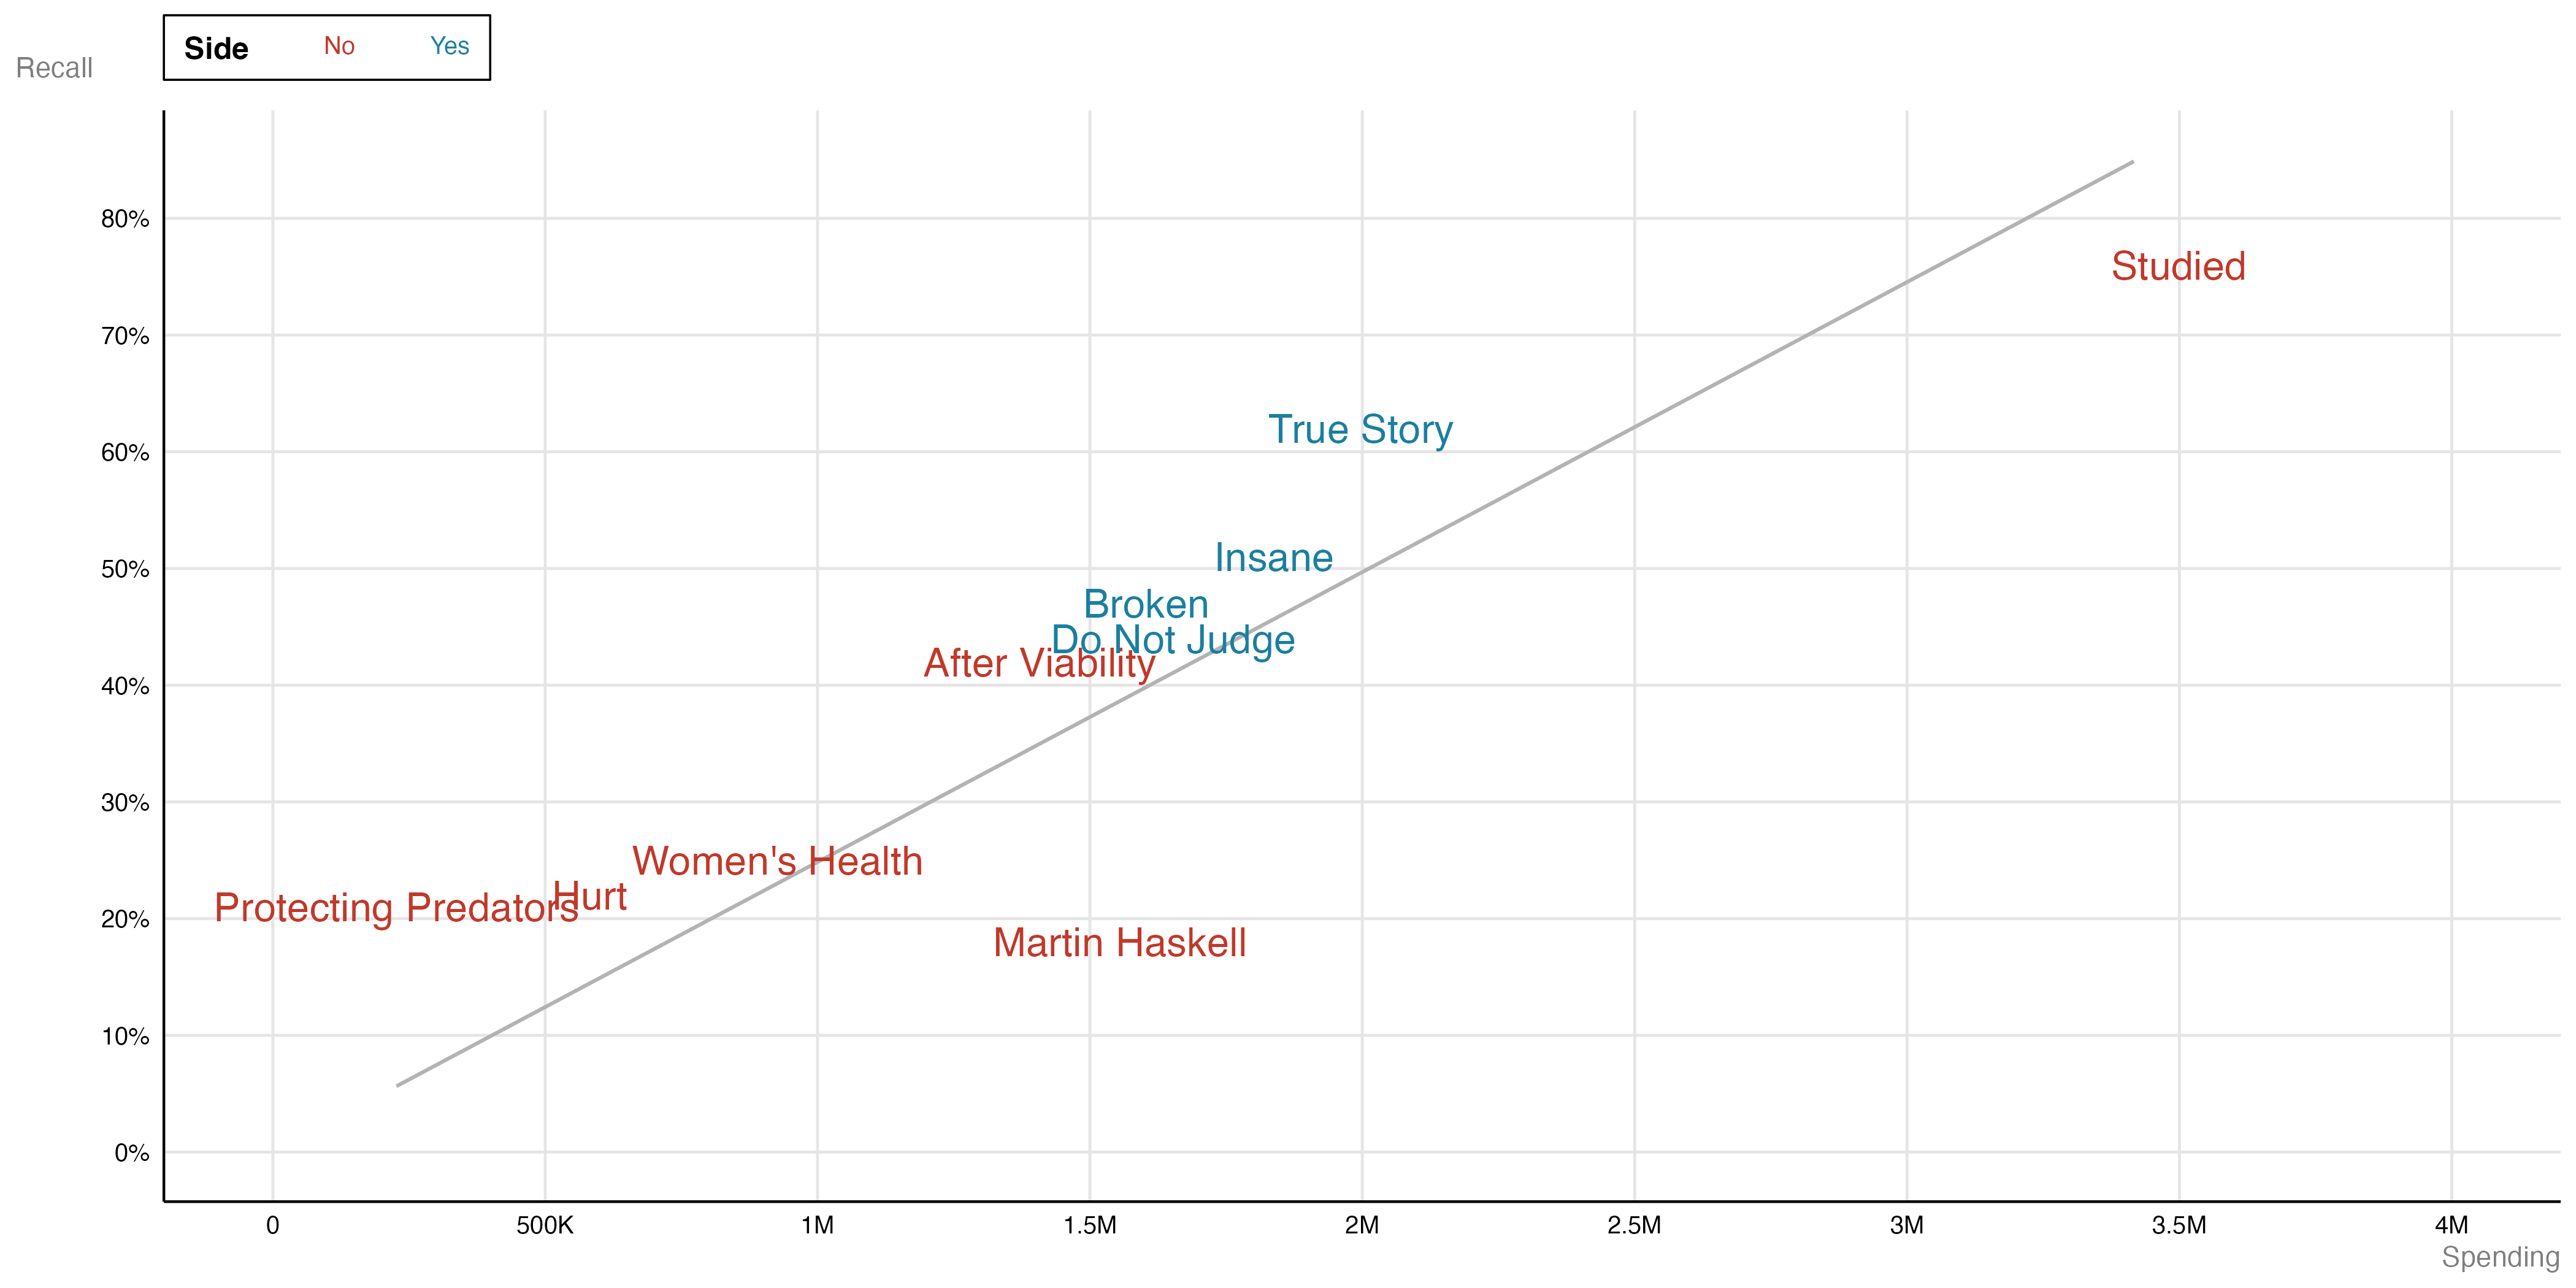 Side No Yes
Recall
80%
Studied
70%
True Story
60%
Insane
50%
Broken
Do Not Judge
After Viability
40%
30%
Women's Health
Hurt
Protecting Predators
20%
Martin Haskell
10%
0%
0 500K 1M 1.5M 2M 2.5M 3M 3.5M 4M
Spending